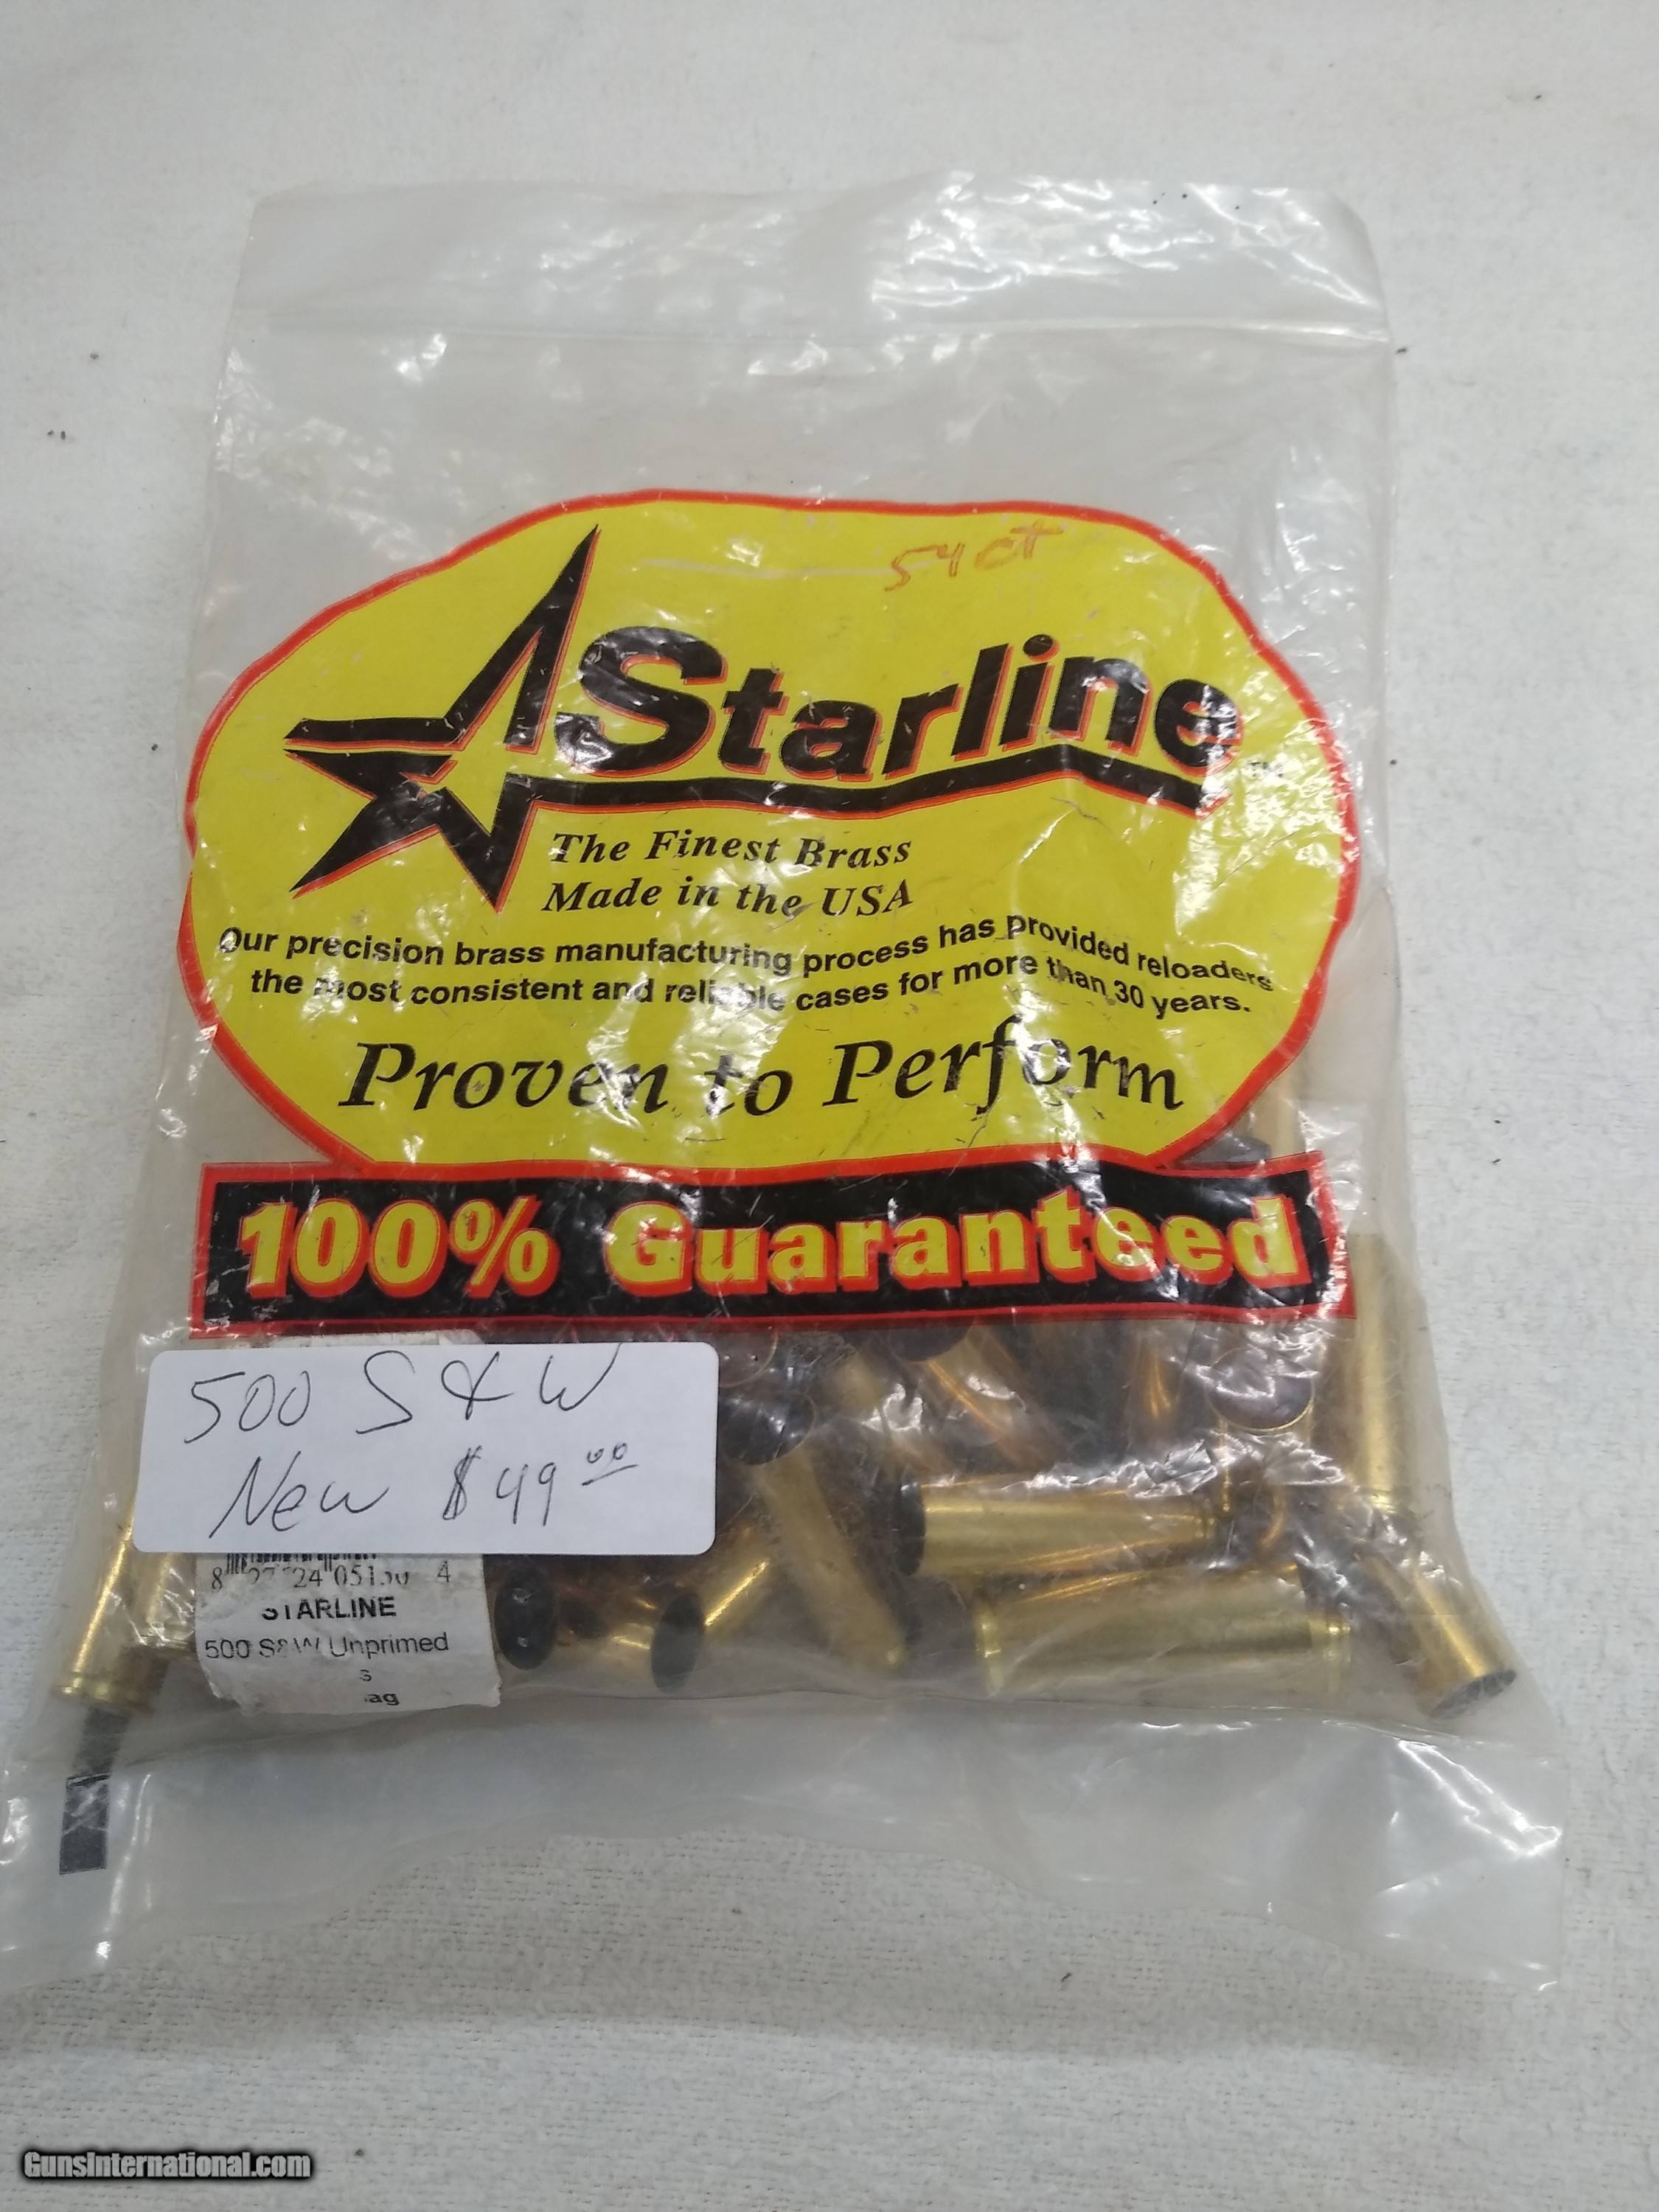 54 ct
Starline™
The Finest Brass
Made in the USA
Our precision brass manufacturing process has provided reloaders
the most consistent and reliable cases for more than 30 years.
Proven to Perform
100% Guaranteed
500 S & W
New $49.00
STARLINE
500 S&W Unprimed
GunsInternational.com